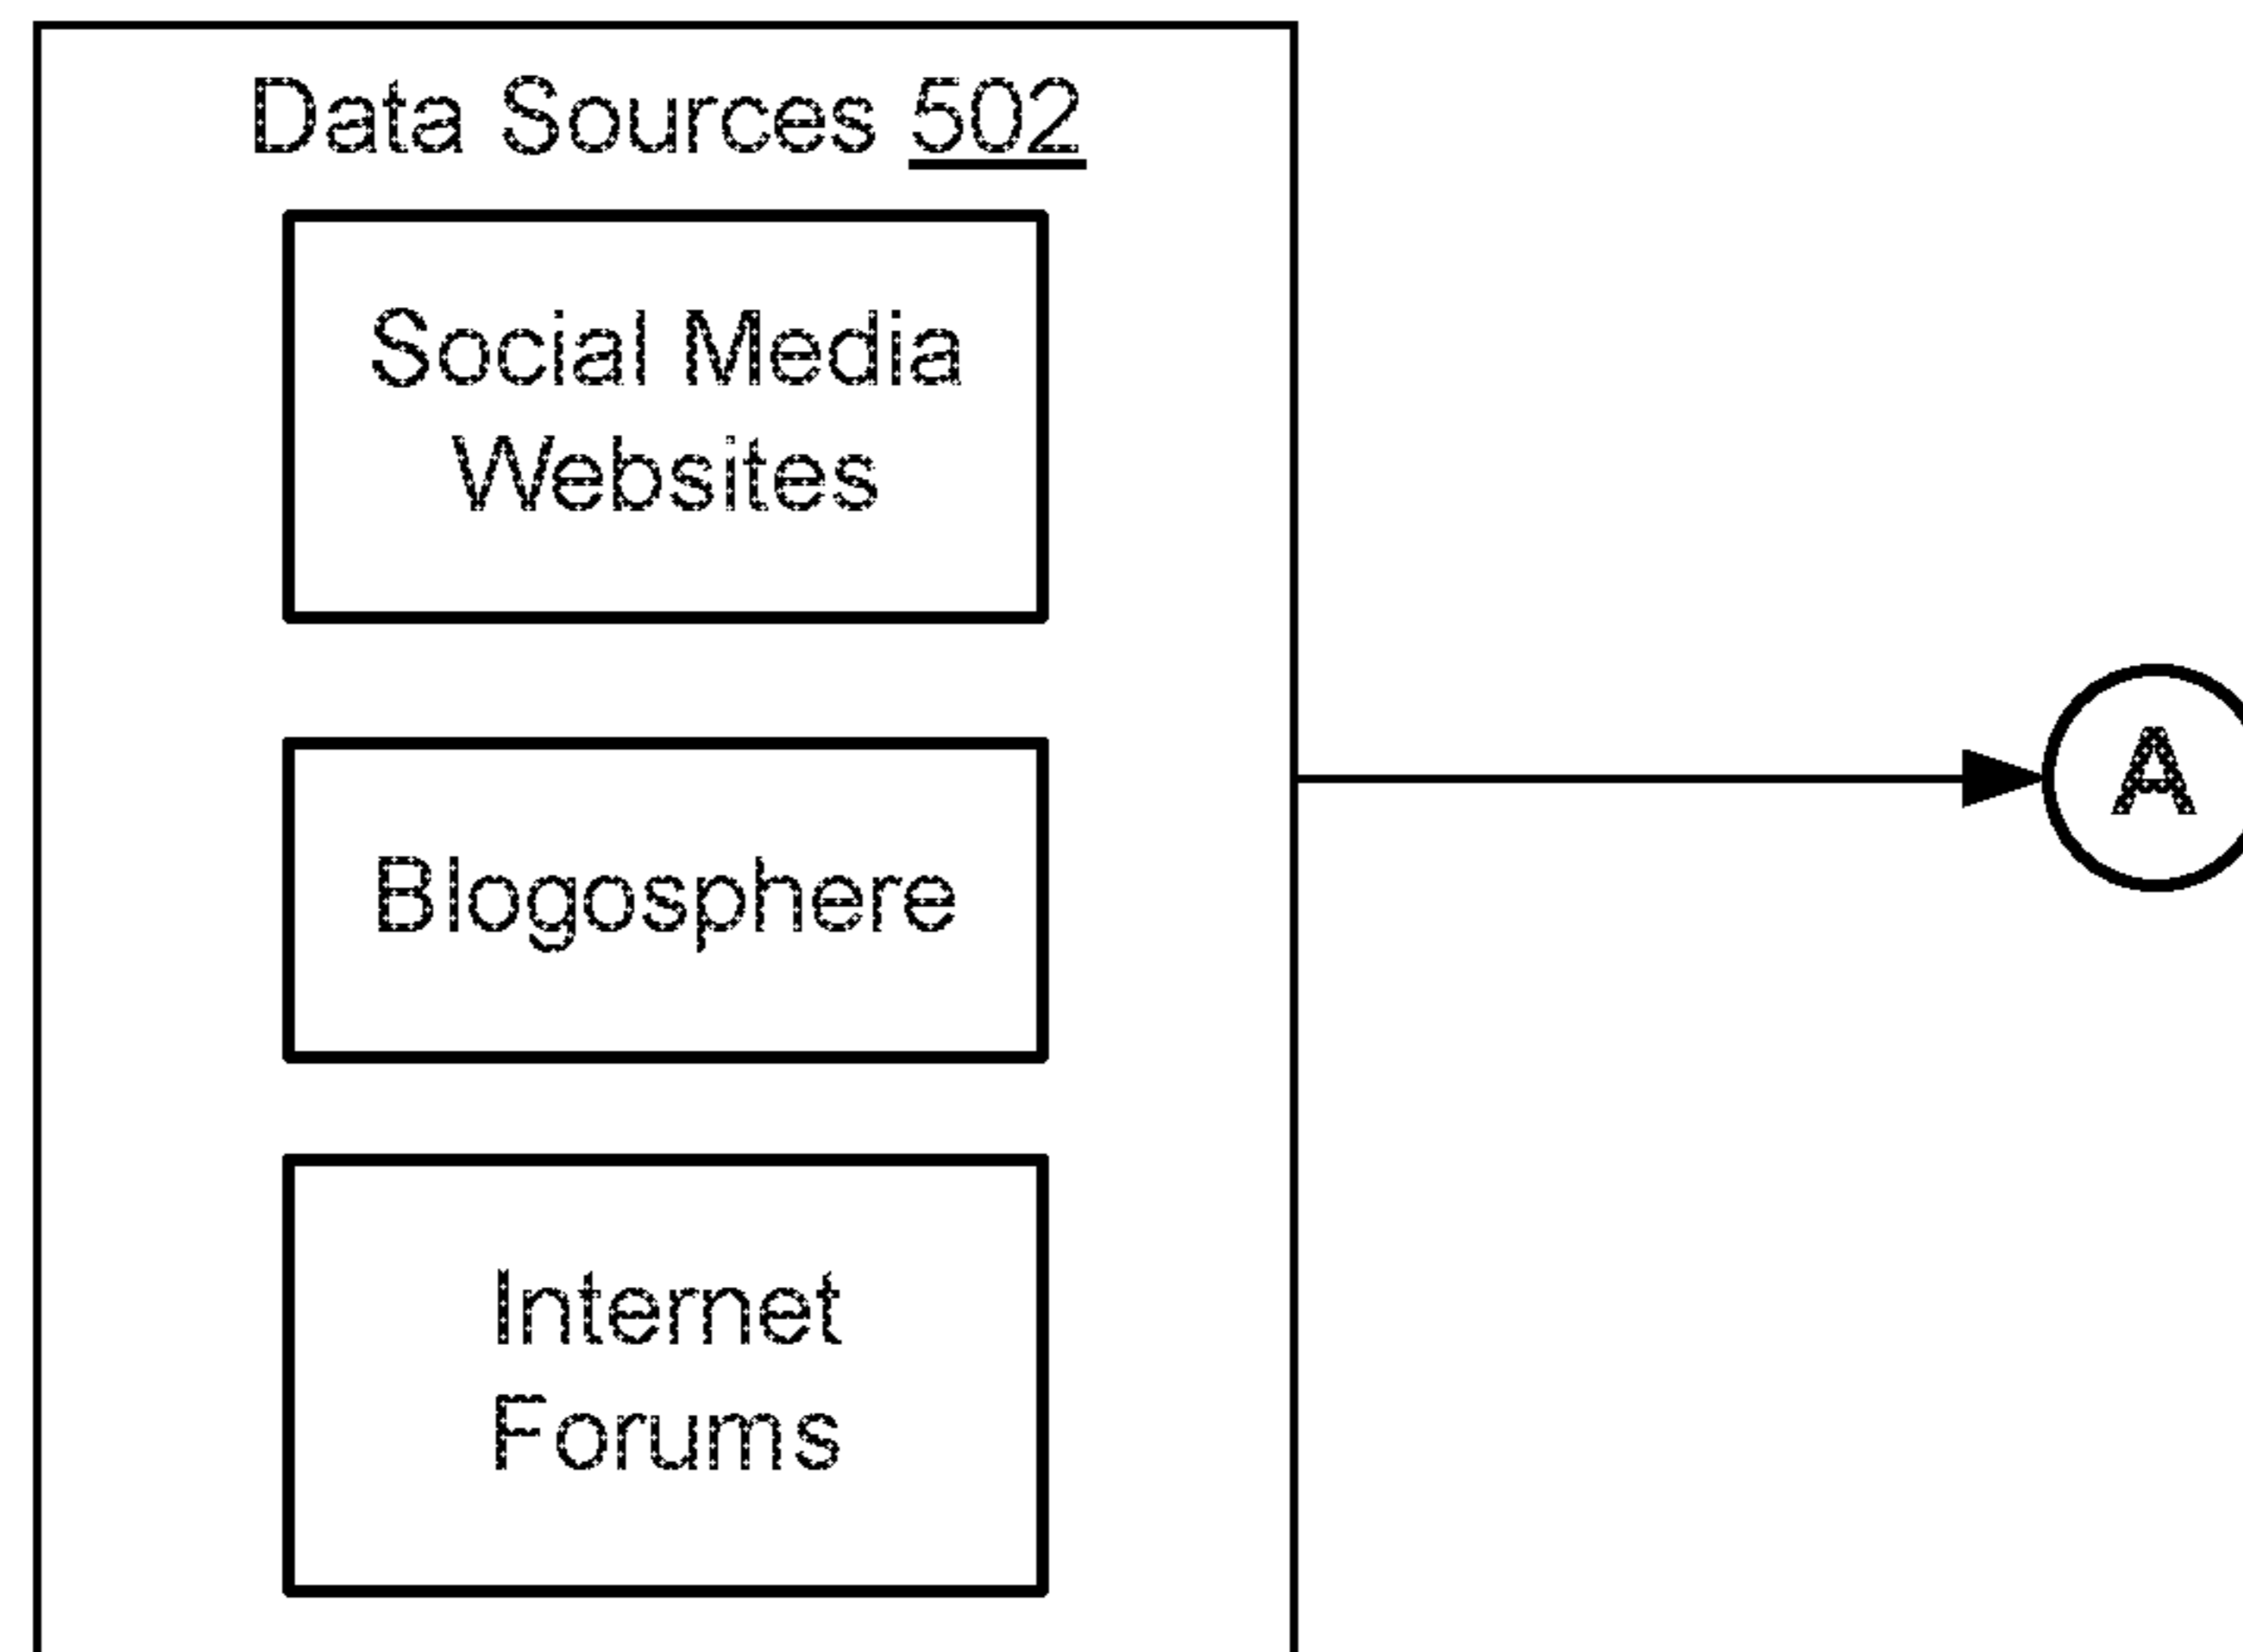 Data Sources 502
Social Media
Websites
Blogosphere
A
Internet
Forums